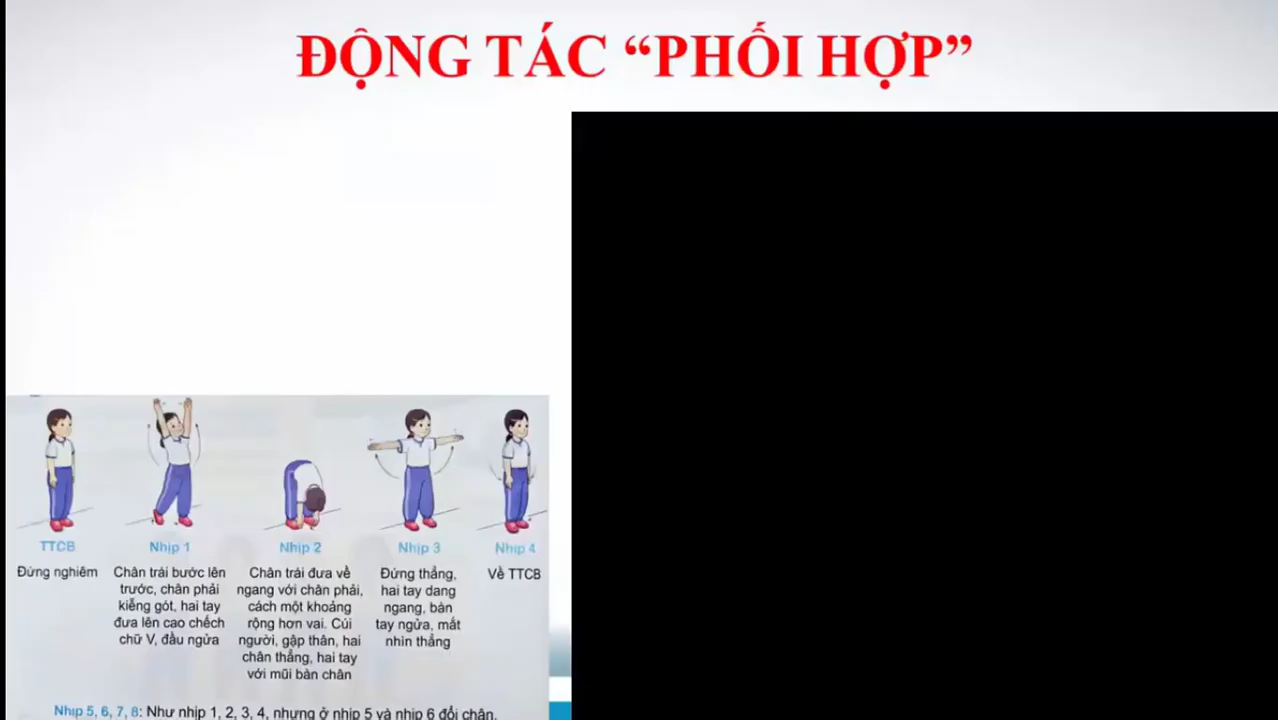 ĐỘNG TÁC “PHỐI HỢP”
TTCB
Đứng nghiêm
Nhịp 1
Chân trái bước lên
trước, chân phải
kiễng gót, hai tay
đưa lên cao chếch
chữ V, đầu ngửa
Nhịp 2
Chân trái đưa về
ngang với chân phải,
cách một khoảng
rộng hơn vai. Cúi
người, gập thân, hai
chân thẳng, hai tay
với mũi bàn chân
Nhịp 3
Đứng thẳng,
hai tay dang
ngang, bàn
tay ngửa, mắt
nhìn thẳng
Nhịp 4
Về TTCB
Nhịp 5, 6, 7, 8: Như nhịp 1, 2, 3, 4, nhưng ở nhịp 5 và nhịp 6 đổi chân.